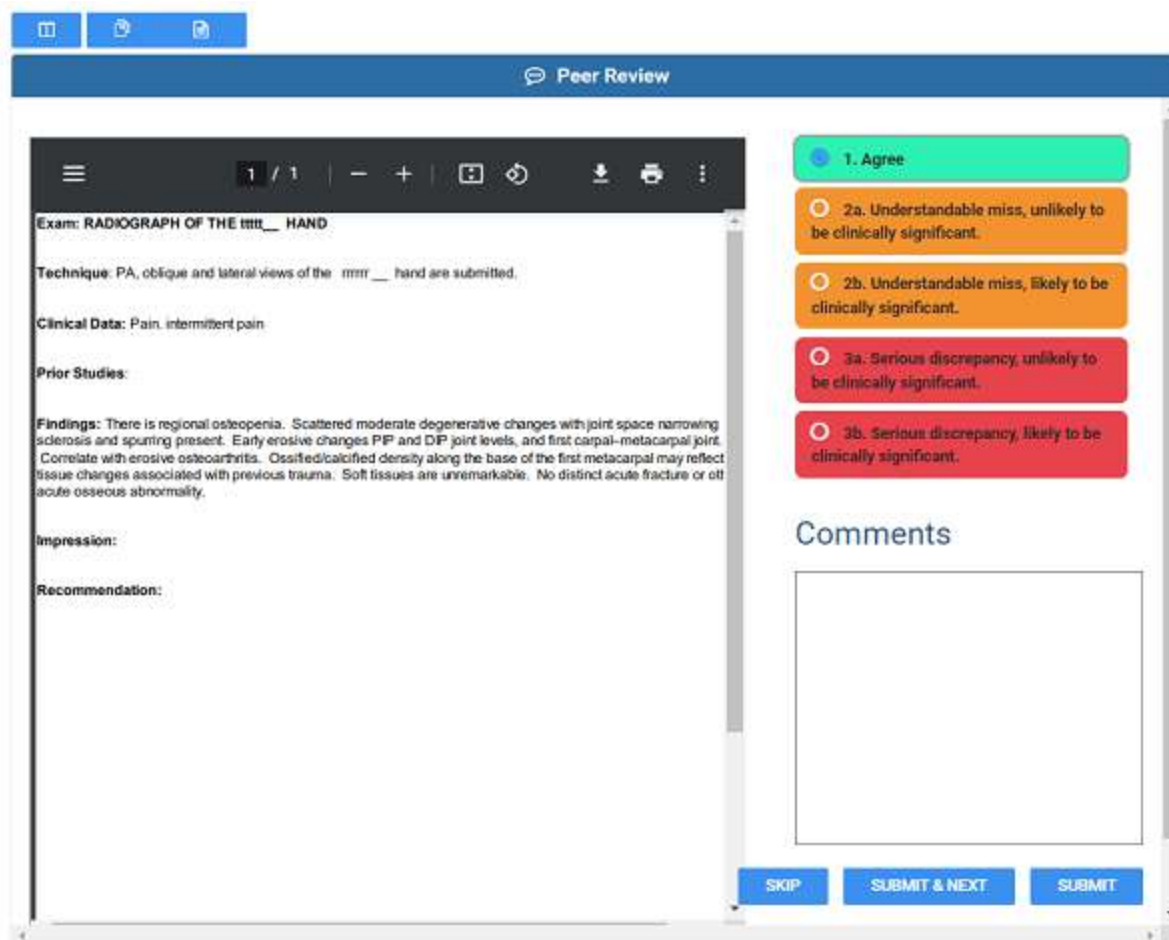 Peer Review
1 / 1
Exam: RADIOGRAPH OF THE ttttt__ HAND
Technique: PA, oblique and lateral views of the rrrrrr __ hand are submitted.
Clinical Data: Pain. intermittent pain
Prior Studies:
Findings: There is regional osteopenia. Scattered moderate degenerative changes with joint space narrowing
sclerosis and spurring present. Early erosive changes PIP and DIP joint levels, and first carpal-metacarpal joint.
Correlate with erosive osteoarthritis. Ossified/calcified density along the base of the first metacarpal may reflect
tissue changes associated with previous trauma. Soft tissues are unremarkable. No distinct acute fracture or
acute osseous abnormality.
Impression:
Recommendation:
1. Agree
2a. Understandable miss, unlikely to
be clinically significant.
2b. Understandable miss, likely to be
clinically significant.
3a. Serious discrepancy, unlikely to
be clinically significant.
3b. Serious discrepancy, likely to be
clinically significant.
Comments
SKIP
SUBMIT & NEXT
SUBMIT